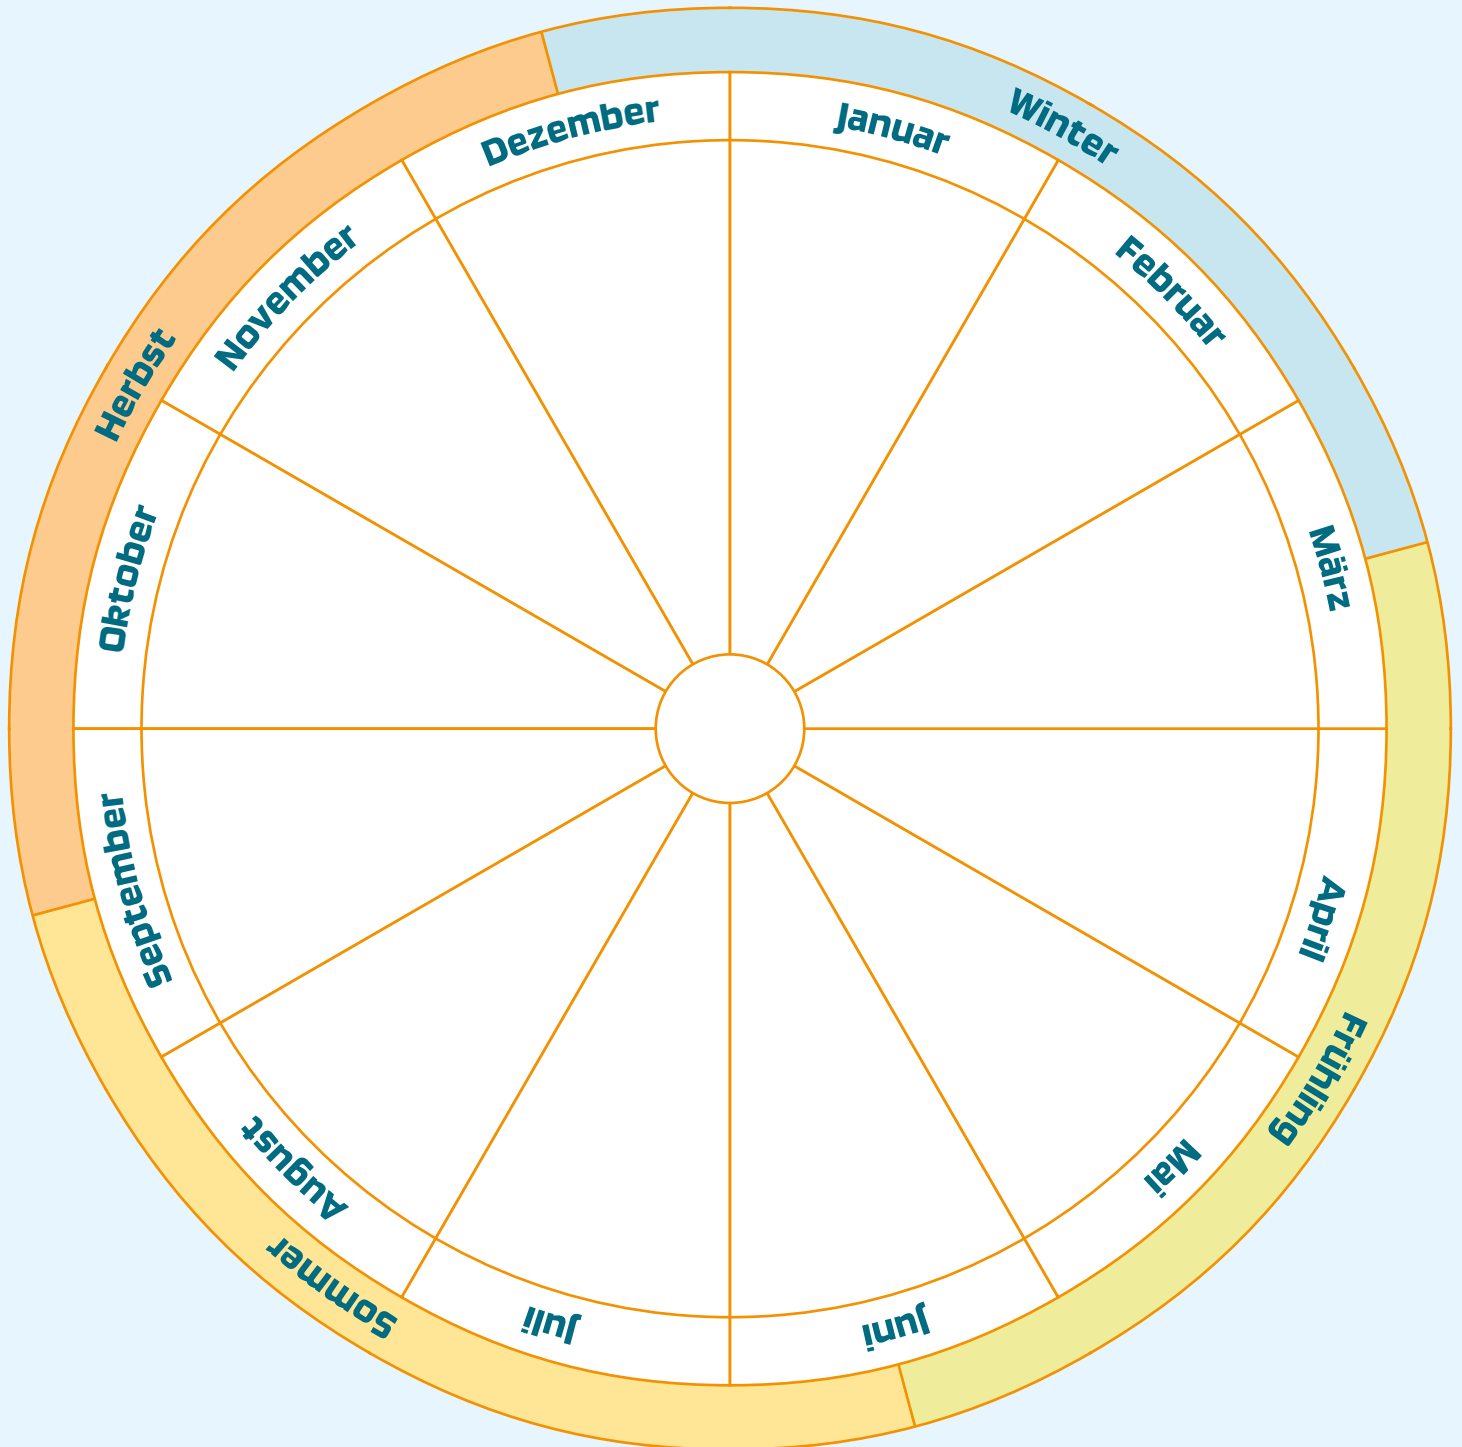 Winter
Frühling
Sommer
Herbst
Januar
Februar
März
April
Mai
Juni
Juli
August
September
Oktober
November
Dezember